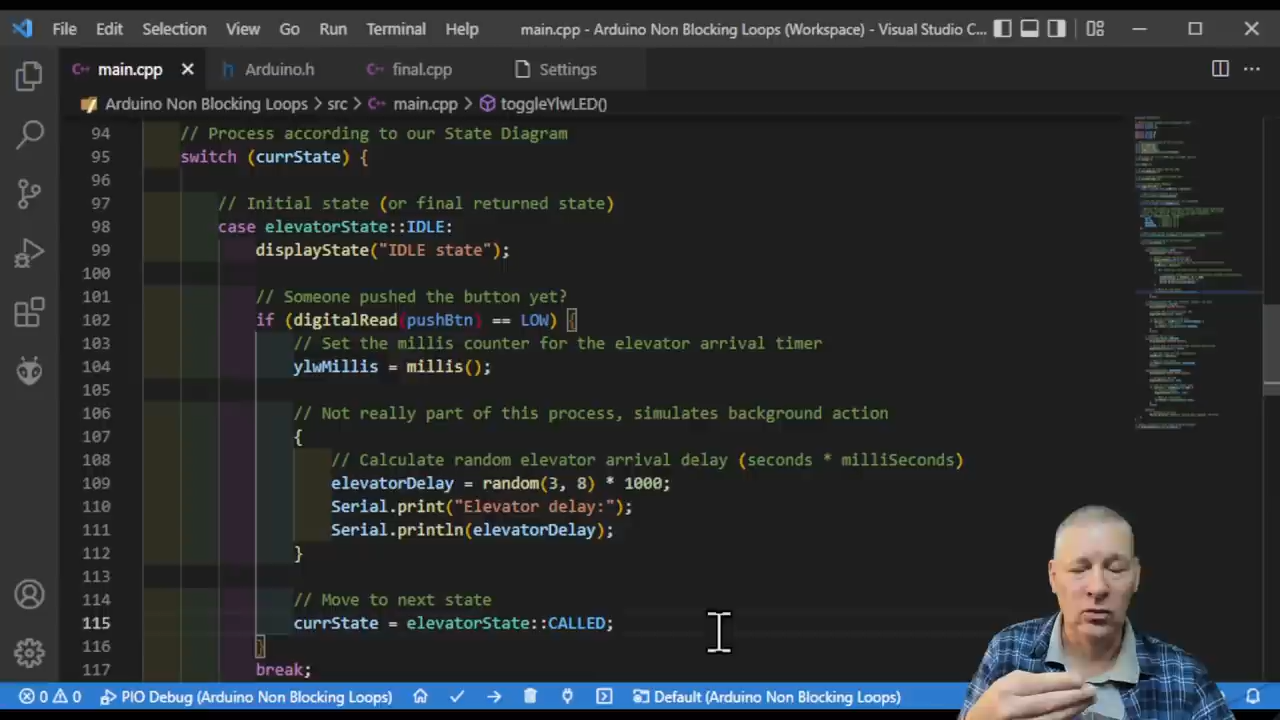 File Edit Selection View Go Run Terminal Help main.cpp - Arduino Non Blocking Loops (Workspace) - Visual Studio C...
main.cpp Arduino.h final.cpp Settings
Arduino Non Blocking Loops > src > main.cpp > toggleYlwLED()
94 // Process according to our State Diagram
95 switch (currState) {
96
97 // Initial state (or final returned state)
98 case elevatorState::IDLE:
99 displayState("IDLE state");
100
101 // Someone pushed the button yet?
102 if (digitalRead(pushBtn) == LOW) {
103 // Set the millis counter for the elevator arrival timer
104 ylwMillis = millis();
105
106 // Not really part of this process, simulates background action
107 {
108 // Calculate random elevator arrival delay (seconds * milliSeconds)
109 elevatorDelay = random(3, 8) * 1000;
110 Serial.print("Elevator delay:");
111 Serial.println(elevatorDelay);
112 }
113
114 // Move to next state
115 currState = elevatorState::CALLED;
116 }
117 break;
0 0 PIO Debug (Arduino Non Blocking Loops) Default (Arduino Non Blocking Loops)